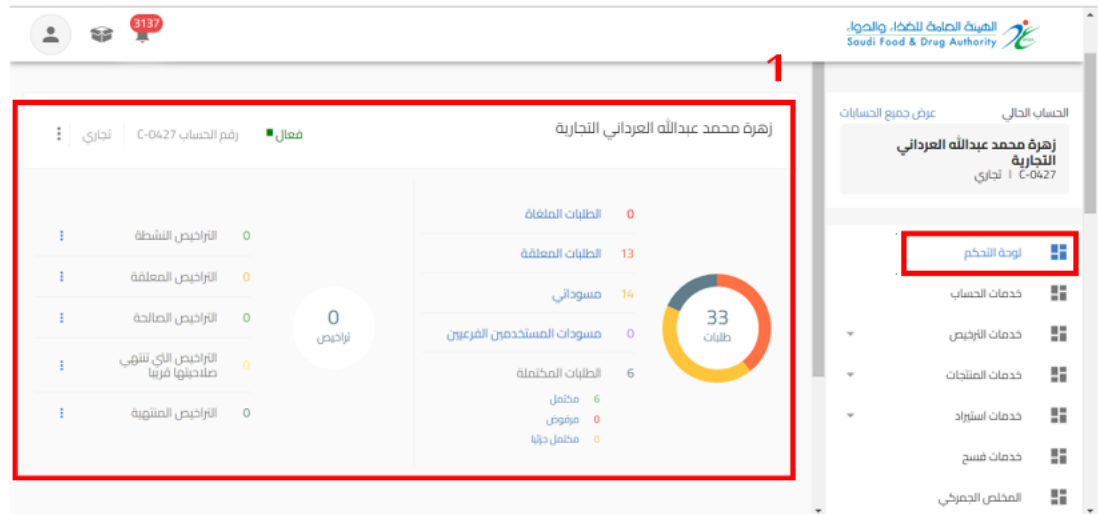 3137
الهيئة العامة للغذاء والدواء
Saudi Food & Drug Authority
1
الحساب الحالي
عرض جميع الحسابات
زهرة محمد عبدالله العرداني
التجارية
C-0427 | تجاري
لوحة التحكم
خدمات الحساب
خدمات الترخيص
خدمات المنتجات
خدمات استيراد
خدمات فسح
المخلص الجمركي
زهرة محمد عبدالله العرداني التجارية
فعال
رقم الحساب C-0427
تجاري
33
طلبات
0 الطلبات الملغاة
13 الطلبات المعلقة
14 مسوداتي
0 مسودات المستخدمين الفرعيين
6 الطلبات المكتملة
6 مكتمل
0 مرفوض
0 مكتمل جزئيا
0
تراخيص
0 التراخيص النشطة
0 التراخيص المعلقة
0 التراخيص الصالحة
0 التراخيص التي تنتهي
صلاحيتها قريبا
0 التراخيص المنتهية